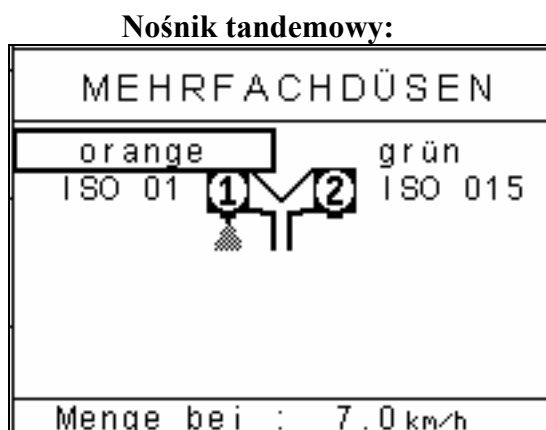 Nośnik tandemowy:
MEHRFACHDÜSEN
orange grün
ISO 01 1 2 ISO 015
Menge bei : 7.0 km/h